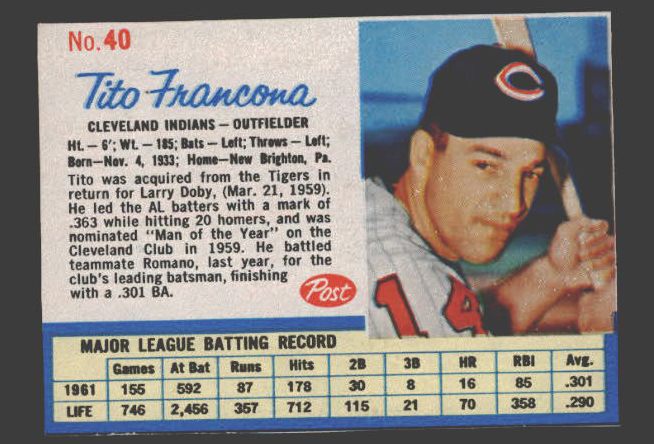 No.40
Tito Francona
CLEVELAND INDIANS — OUTFIELDER
Ht. — 6'; Wt. — 185; Bats — Left; Throws — Left;
Born—Nov. 4, 1933; Home—New Brighton, Pa.
Tito was acquired from the Tigers in
return for Larry Doby, (Mar. 21, 1959).
He led the AL batters with a mark of
.363 while hitting 20 homers, and was
nominated "Man of the Year" on the
Cleveland Club in 1959. He battled
teammate Romano, last year, for the
club's leading batsman, finishing
with a .301 BA.
Post
C
14
MAJOR LEAGUE BATTING RECORD
Games At Bat Runs Hits 2B 3B HR RBI Avg.
1961 155 592 87 178 30 8 16 85 .301
LIFE 746 2,456 357 712 115 21 70 358 .290